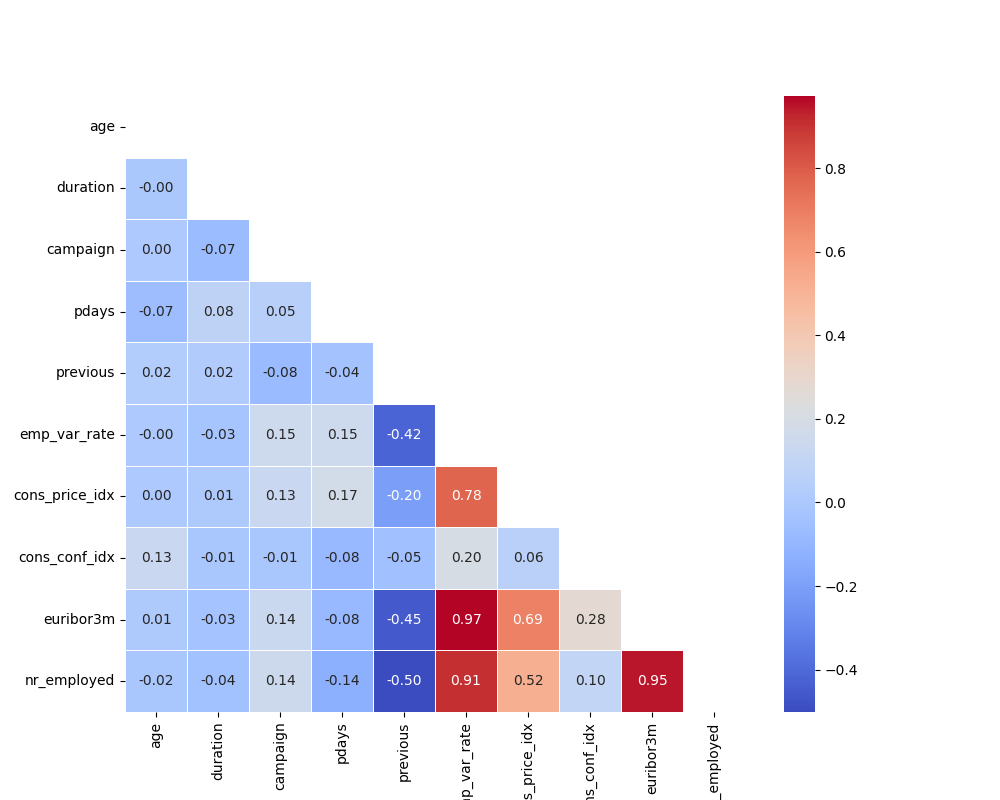 age
duration -0.00
campaign 0.00 -0.07
pdays -0.07 0.08 0.05
previous 0.02 0.02 -0.08 -0.04
emp_var_rate -0.00 -0.03 0.15 0.15 -0.42
cons_price_idx 0.00 0.01 0.13 0.17 -0.20 0.78
cons_conf_idx 0.13 -0.01 -0.01 -0.08 -0.05 0.20 0.06
euribor3m 0.01 -0.03 0.14 -0.08 -0.45 0.97 0.69 0.28
nr_employed -0.02 -0.04 0.14 -0.14 -0.50 0.91 0.52 0.10 0.95
age
duration
campaign
pdays
previous
mp_var_rate
s_price_idx
ns_conf_idx
euribor3m
_employed
0.8
0.6
0.4
0.2
0.0
−0.2
−0.4